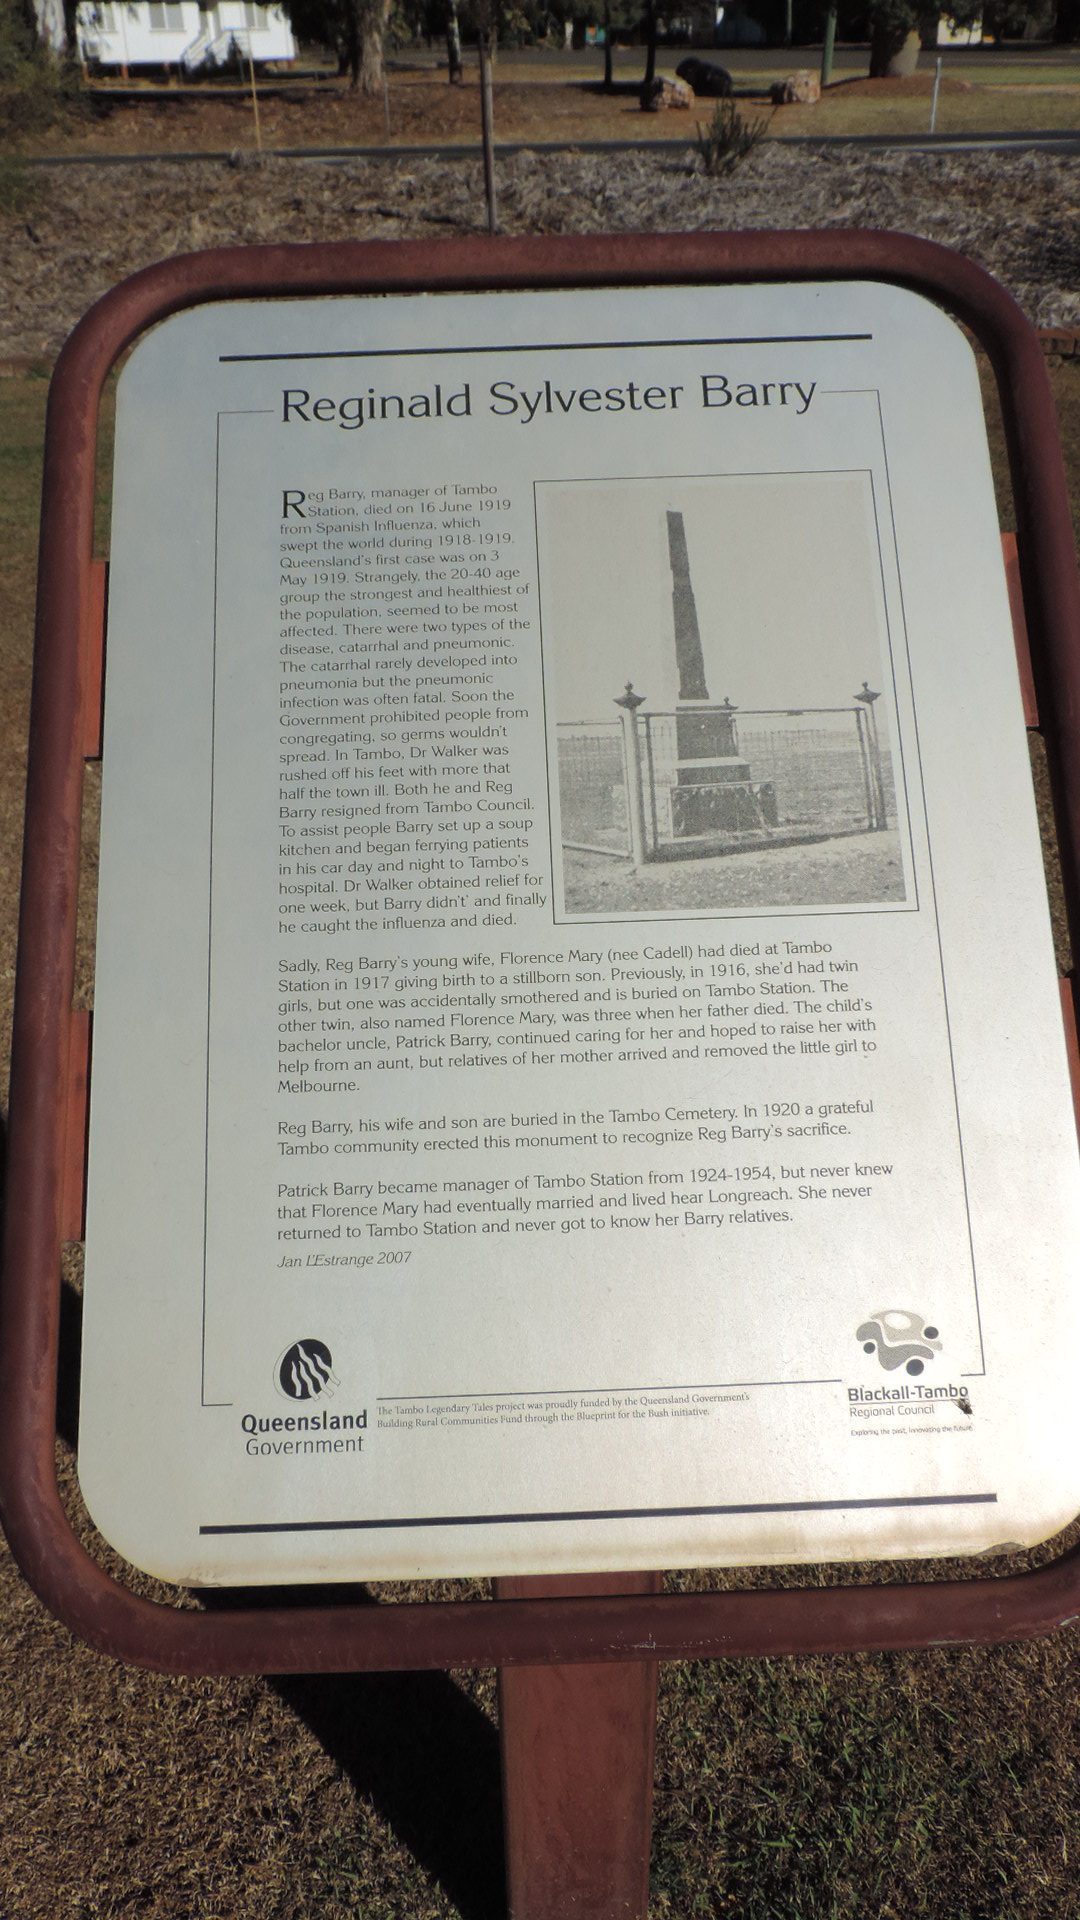 Reginald Sylvester Barry
Reg Barry, manager of Tambo
Station, died on 16 June 1919
from Spanish Influenza, which
swept the world during 1918-1919.
Queensland's first case was on 3
May 1919. Strangely, the 20-40 age
group the strongest and healthiest of
the population, seemed to be most
affected. There were two types of the
disease, catarrhal and pneumonic.
The catarrhal rarely developed into
pneumonia but the pneumonic
infection was often fatal. Soon the
Government prohibited people from
congregating, so germs wouldn't
spread. In Tambo, Dr Walker was
rushed off his feet with more that
half the town ill. Both he and Reg
Barry resigned from Tambo Council.
To assist people Barry set up a soup
kitchen and began ferrying patients
in his car day and night to Tambo's
hospital. Dr Walker obtained relief for
one week, but Barry didn't' and finally
he caught the influenza and died.
Sadly, Reg Barry's young wife, Florence Mary (nee Cadell) had died at Tambo
Station in 1917 giving birth to a stillborn son. Previously, in 1916, she'd had twin
girls, but one was accidentally smothered and is buried on Tambo Station. The
other twin, also named Florence Mary, was three when her father died. The child's
bachelor uncle, Patrick Barry, continued caring for her and hoped to raise her with
help from an aunt, but relatives of her mother arrived and removed the little girl to
Melbourne.
Reg Barry, his wife and son are buried in the Tambo Cemetery. In 1920 a grateful
Tambo community erected this monument to recognize Reg Barry's sacrifice.
Patrick Barry became manager of Tambo Station from 1924-1954, but never knew
that Florence Mary had eventually married and lived hear Longreach. She never
returned to Tambo Station and never got to know her Barry relatives.
Jan L'Estrange 2007
Queensland
Government
The Tambo Legendary Tales project was proudly funded by the Queensland Government's
Building Rural Communities Fund through the Blueprint for the Bush initiative.
Blackall-Tambo
Regional Council
Exploring the past, innovating the future.